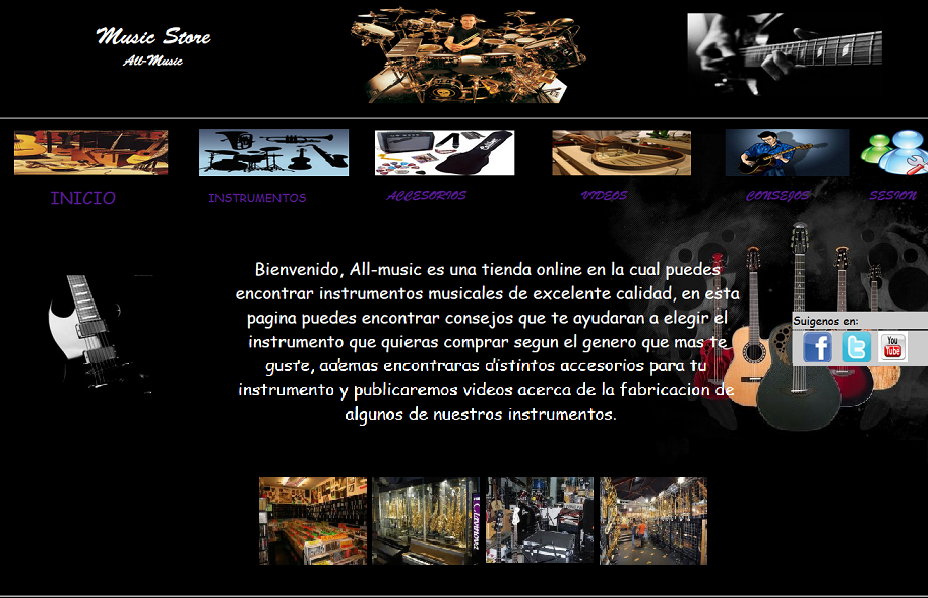 Music Store
All-Music
INICIO
INSTRUMENTOS
ACCESORIOS
VIDEOS
CONSEJOS
SESION
Bienvenido, All-music es una tienda online en la cual puedes
encontrar instrumentos musicales de excelente calidad, en esta
pagina puedes encontrar consejos que te ayudaran a elegir el
instrumento que quieras comprar segun el genero que mas te
guste, ademas encontraras distintos accesorios para tu
instrumento y publicaremos videos acerca de la fabricacion de
algunos de nuestros instrumentos.
Suigenos en:
You
Tube